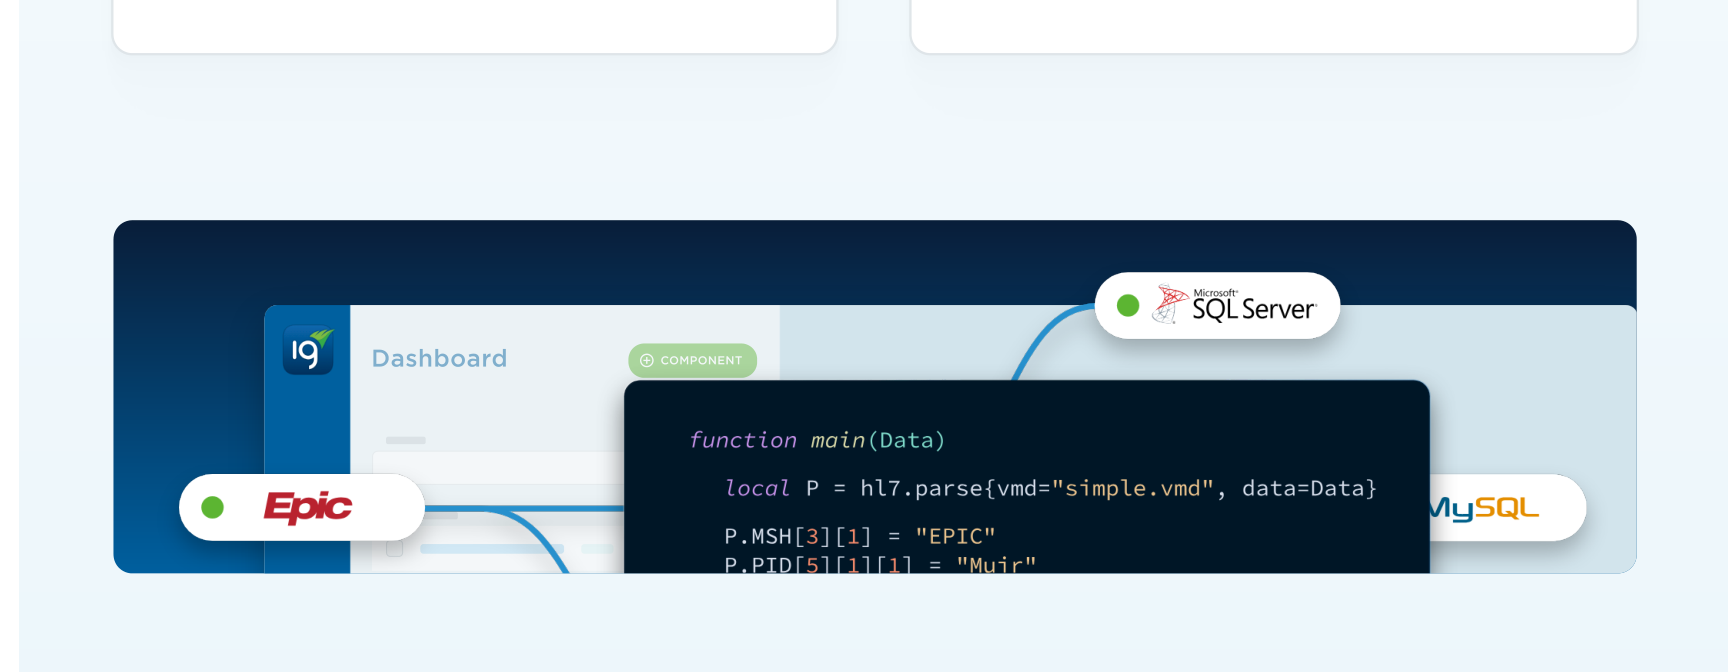 Microsoft®
SQL Server®
IG
Dashboard
COMPONENT
function main(Data)
local P = hl7.parse{vmd="simple.vmd", data=Data}
Epic
MySQL
P.MSH[3][1] = "EPIC"
P.PID[5][1][1] = "Muir"